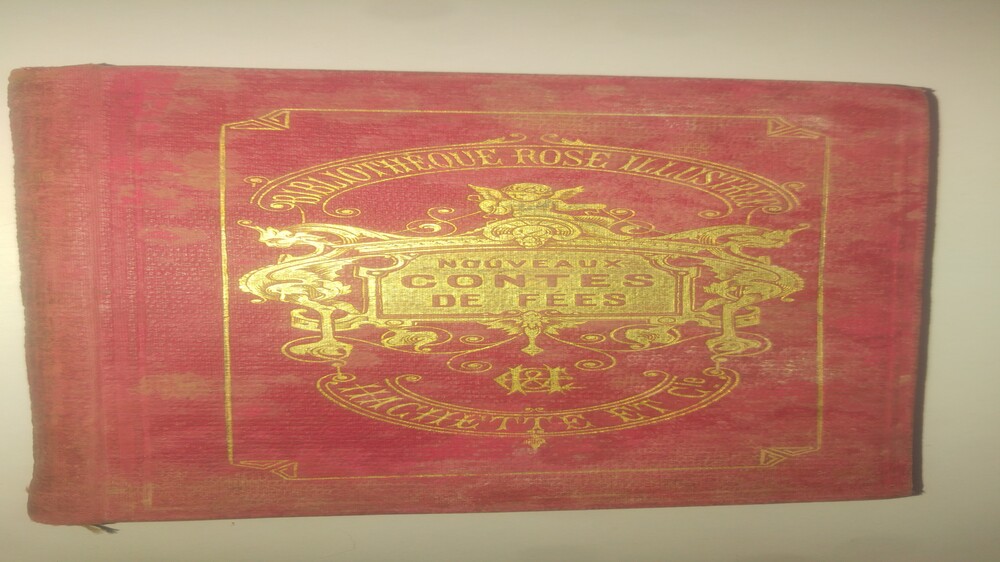 BIBLIOTHÈQUE ROSE ILLUSTRÉE
NOUVEAUX
CONTES
DE FÉES
H&C
HACHETTE ET Cie